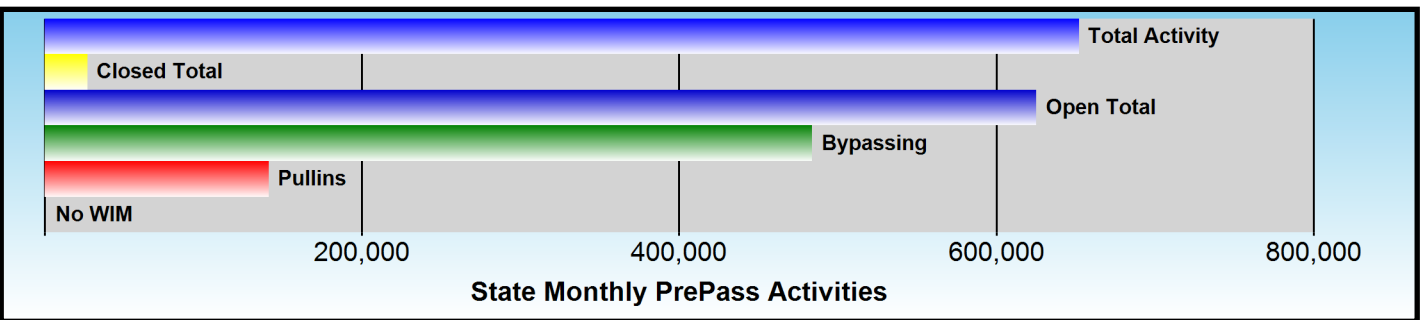 Total Activity
Closed Total
Open Total
Bypassing
Pullins
No WIM
200,000 400,000 600,000 800,000
State Monthly PrePass Activities